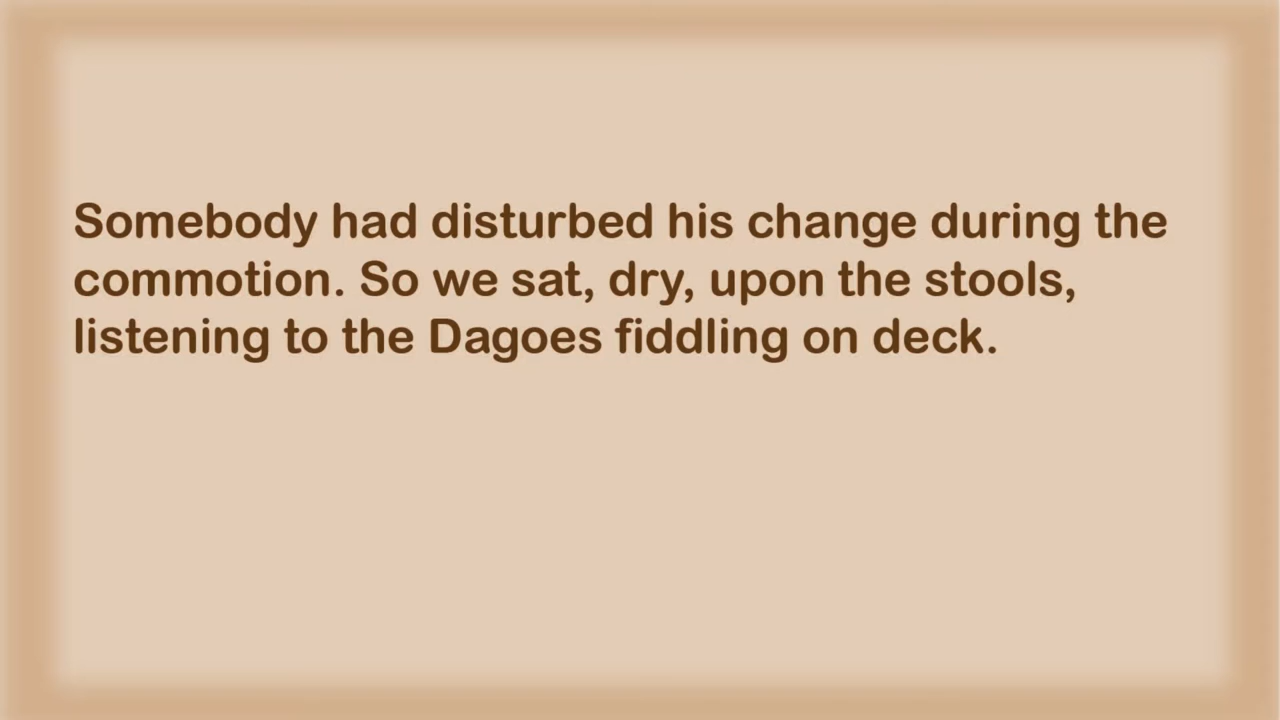 Somebody had disturbed his change during the
commotion. So we sat, dry, upon the stools,
listening to the Dagoes fiddling on deck.